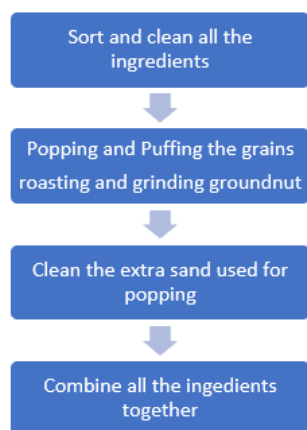 Sort and clean all the
ingredients
Popping and Puffing the grains
roasting and grinding groundnut
Clean the extra sand used for
popping
Combine all the ingedients
together